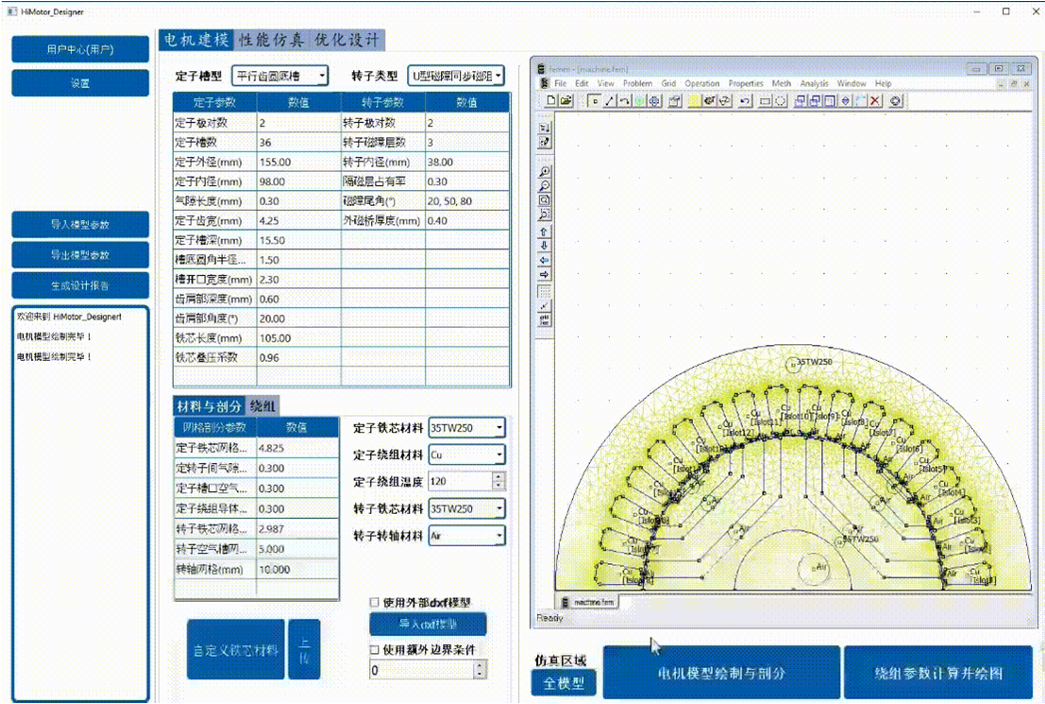 HiMotor_Designer
用户中心(用户)
设置
导入模型参数
导出模型参数
生成设计报告
欢迎来到 HiMotor_Designer!
电机模型绘制完毕！
电机模型绘制完毕！
电机建模 性能仿真 优化设计
定子槽型 平行齿圆底槽 转子类型 U型磁障同步磁阻
定子参数 数值 转子参数 数值
定子极对数 2 转子极对数 2
定子槽数 36 转子磁障层数 3
定子外径(mm) 155.00 转子内径(mm) 38.00
定子内径(mm) 98.00 隔磁层占有率 0.30
气隙长度(mm) 0.30 磁障尾角(°) 20, 50, 80
定子齿宽(mm) 4.25 外磁桥厚度(mm) 0.40
定子槽深(mm) 15.50
槽底圆角半径... 1.50
槽开口宽度(mm) 2.30
齿肩部深度(mm) 0.60
齿肩部角度(°) 20.00
铁芯长度(mm) 105.00
铁芯叠压系数 0.96
材料与剖分 绕组
网格剖分参数 数值
定子铁芯网格... 4.825
定转子间气隙... 0.300
定子槽口空气... 0.300
定子绕组导体... 0.300
转子铁芯网格... 2.987
转子空气槽网... 5.000
转轴网格(mm) 10.000
定子铁芯材料 35TW250
定子绕组材料 Cu
定子绕组温度 120
转子铁芯材料 35TW250
转子转轴材料 Air
自定义铁芯材料
上传
使用外部dxf模型
导入dxf模型
使用额外边界条件
0
femm - [machine.fem]
File Edit View Problem Grid Operation Properties Mesh Analysis Window Help
35TW250
Cu
Air
35TW250
Air
machine.fem
Ready
仿真区域
全模型
电机模型绘制与剖分
绕组参数计算并绘图